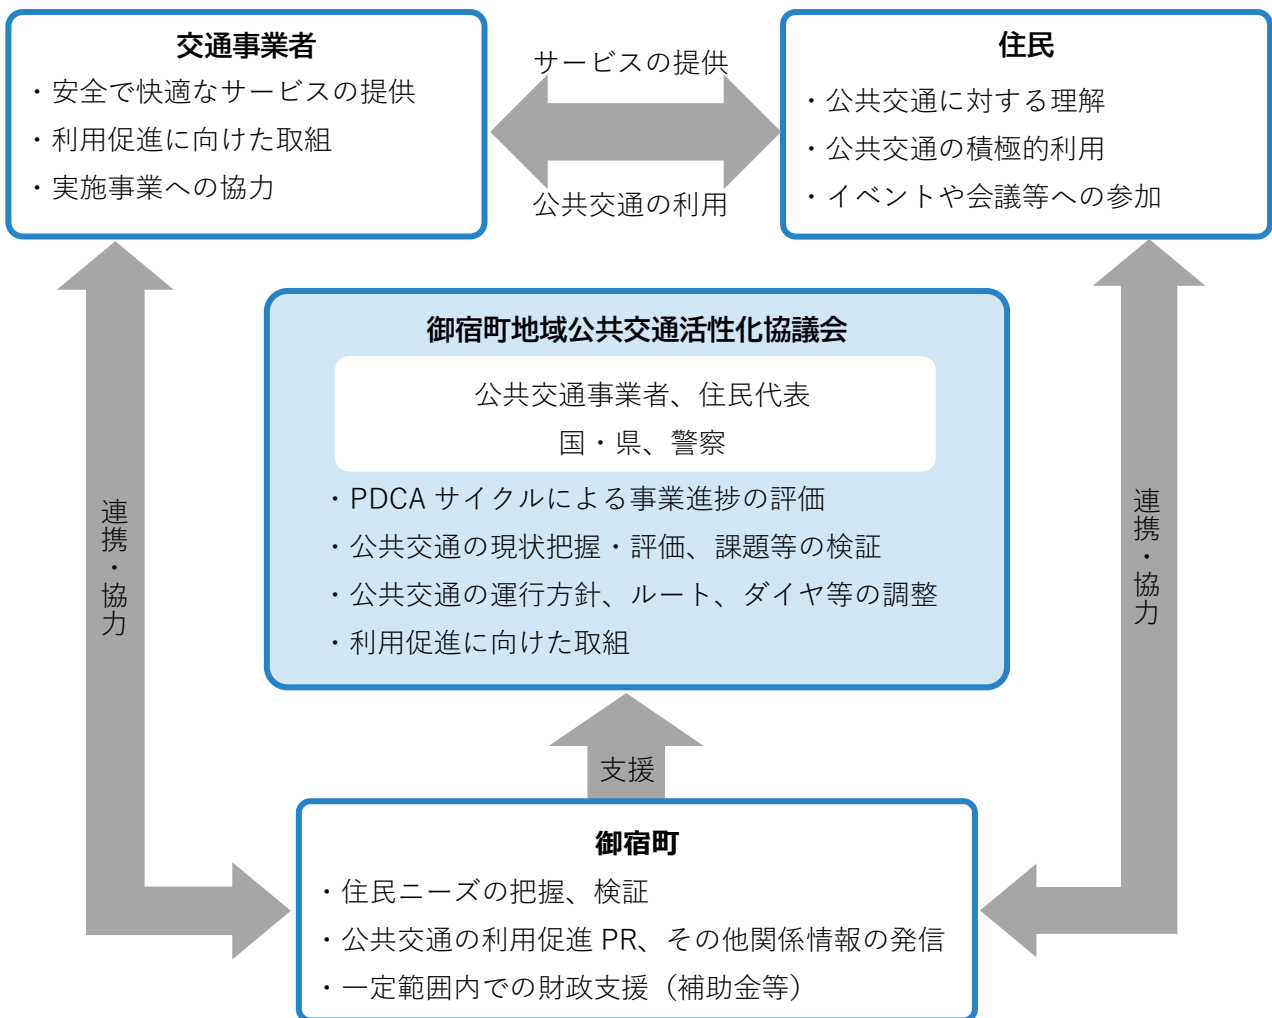 交通事業者
・安全で快適なサービスの提供
・利用促進に向けた取組
・実施事業への協力
サービスの提供
公共交通の利用
住民
・公共交通に対する理解
・公共交通の積極的利用
・イベントや会議等への参加
御宿町地域公共交通活性化協議会
公共交通事業者、住民代表
国・県、警察
・PDCA サイクルによる事業進捗の評価
・公共交通の現状把握・評価、課題等の検証
・公共交通の運行方針、ルート、ダイヤ等の調整
・利用促進に向けた取組
連携・協力
連携・協力
支援
御宿町
・住民ニーズの把握、検証
・公共交通の利用促進 PR、その他関係情報の発信
・一定範囲内での財政支援（補助金等）